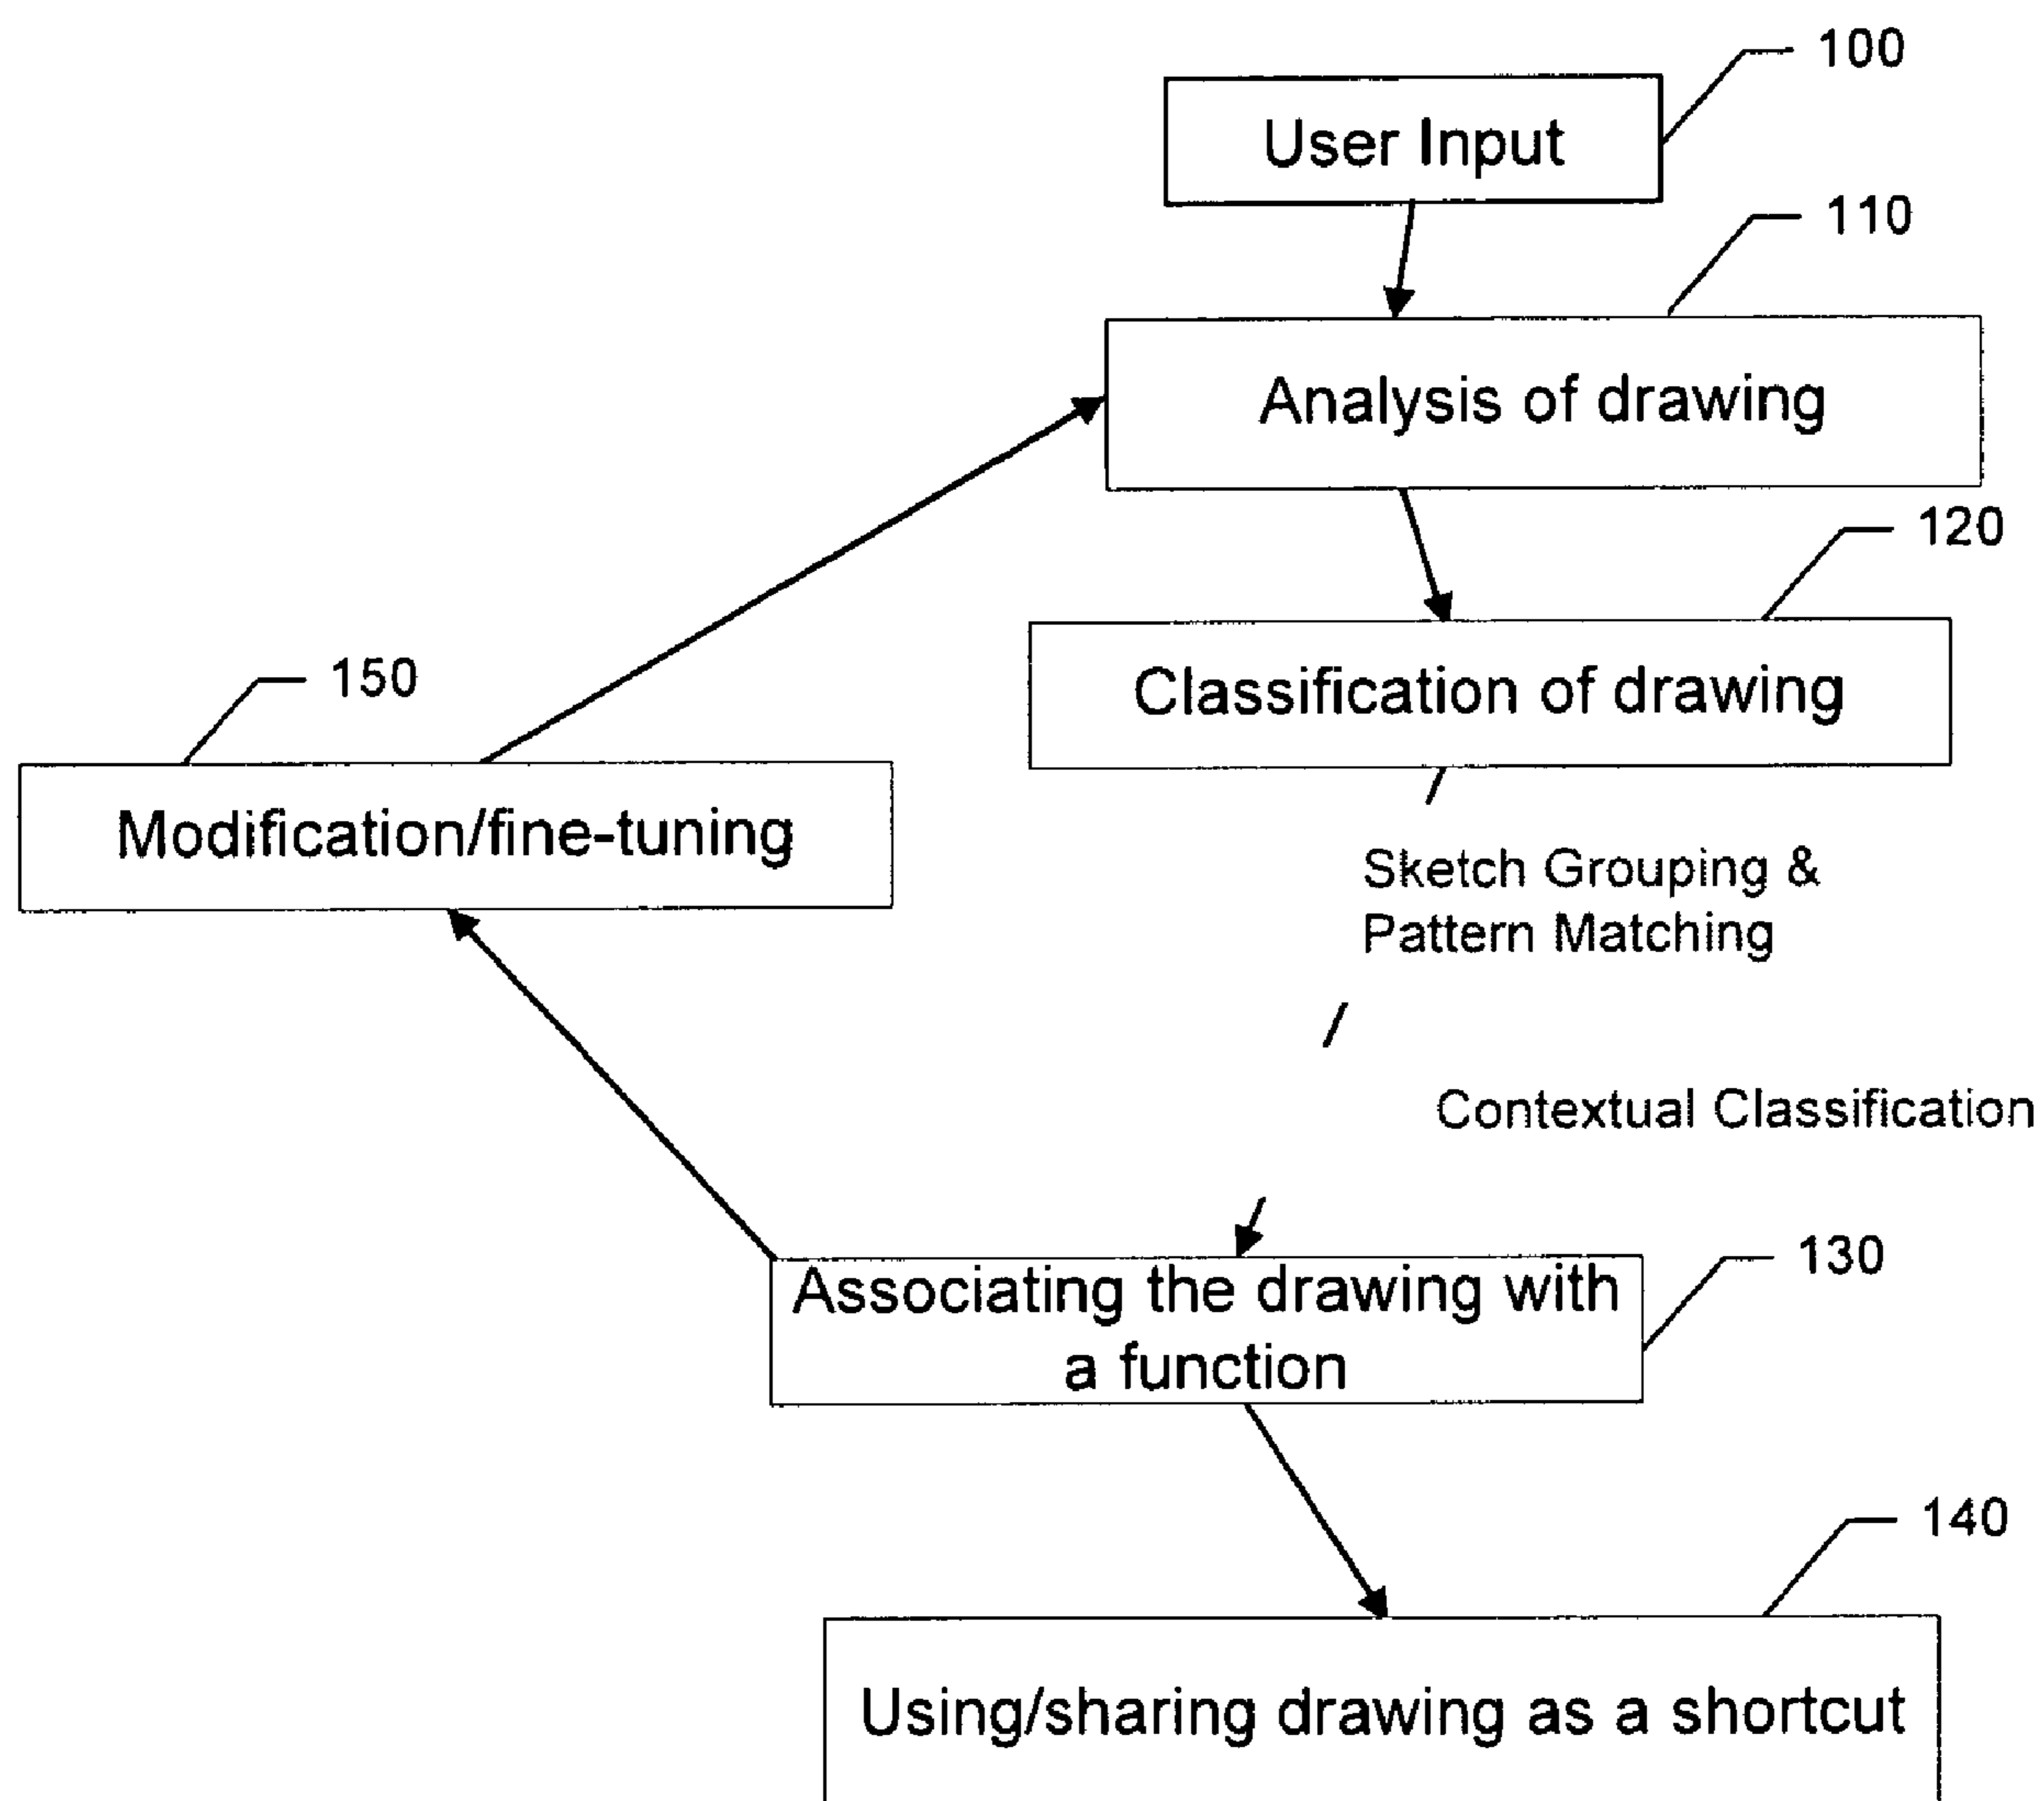 100
User Input
110
Analysis of drawing
120
Classification of drawing
150
Modification/fine-tuning
Sketch Grouping &
Pattern Matching
Contextual Classification
130
Associating the drawing with
a function
140
Using/sharing drawing as a shortcut